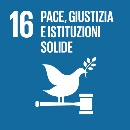 16 PACE, GIUSTIZIA
E ISTITUZIONI
SOLIDE